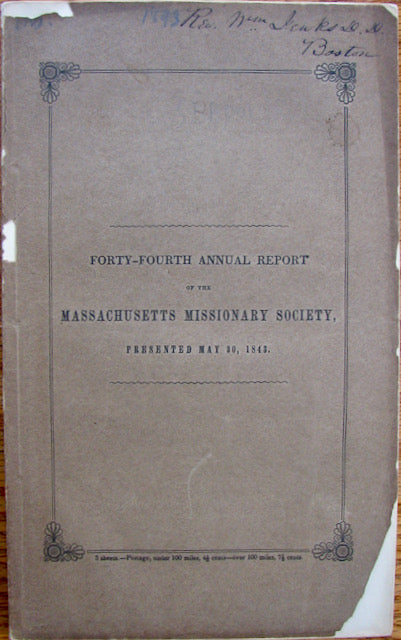 1843 Rev. Wm Jenks D. D.
Boston
FORTY-FOURTH ANNUAL REPORT
OF THE
MASSACHUSETTS MISSIONARY SOCIETY,
PRESENTED MAY 30, 1843.
5 sheets.—Postage, under 100 miles, 4½ cents—over 100 miles, 7½ cents.